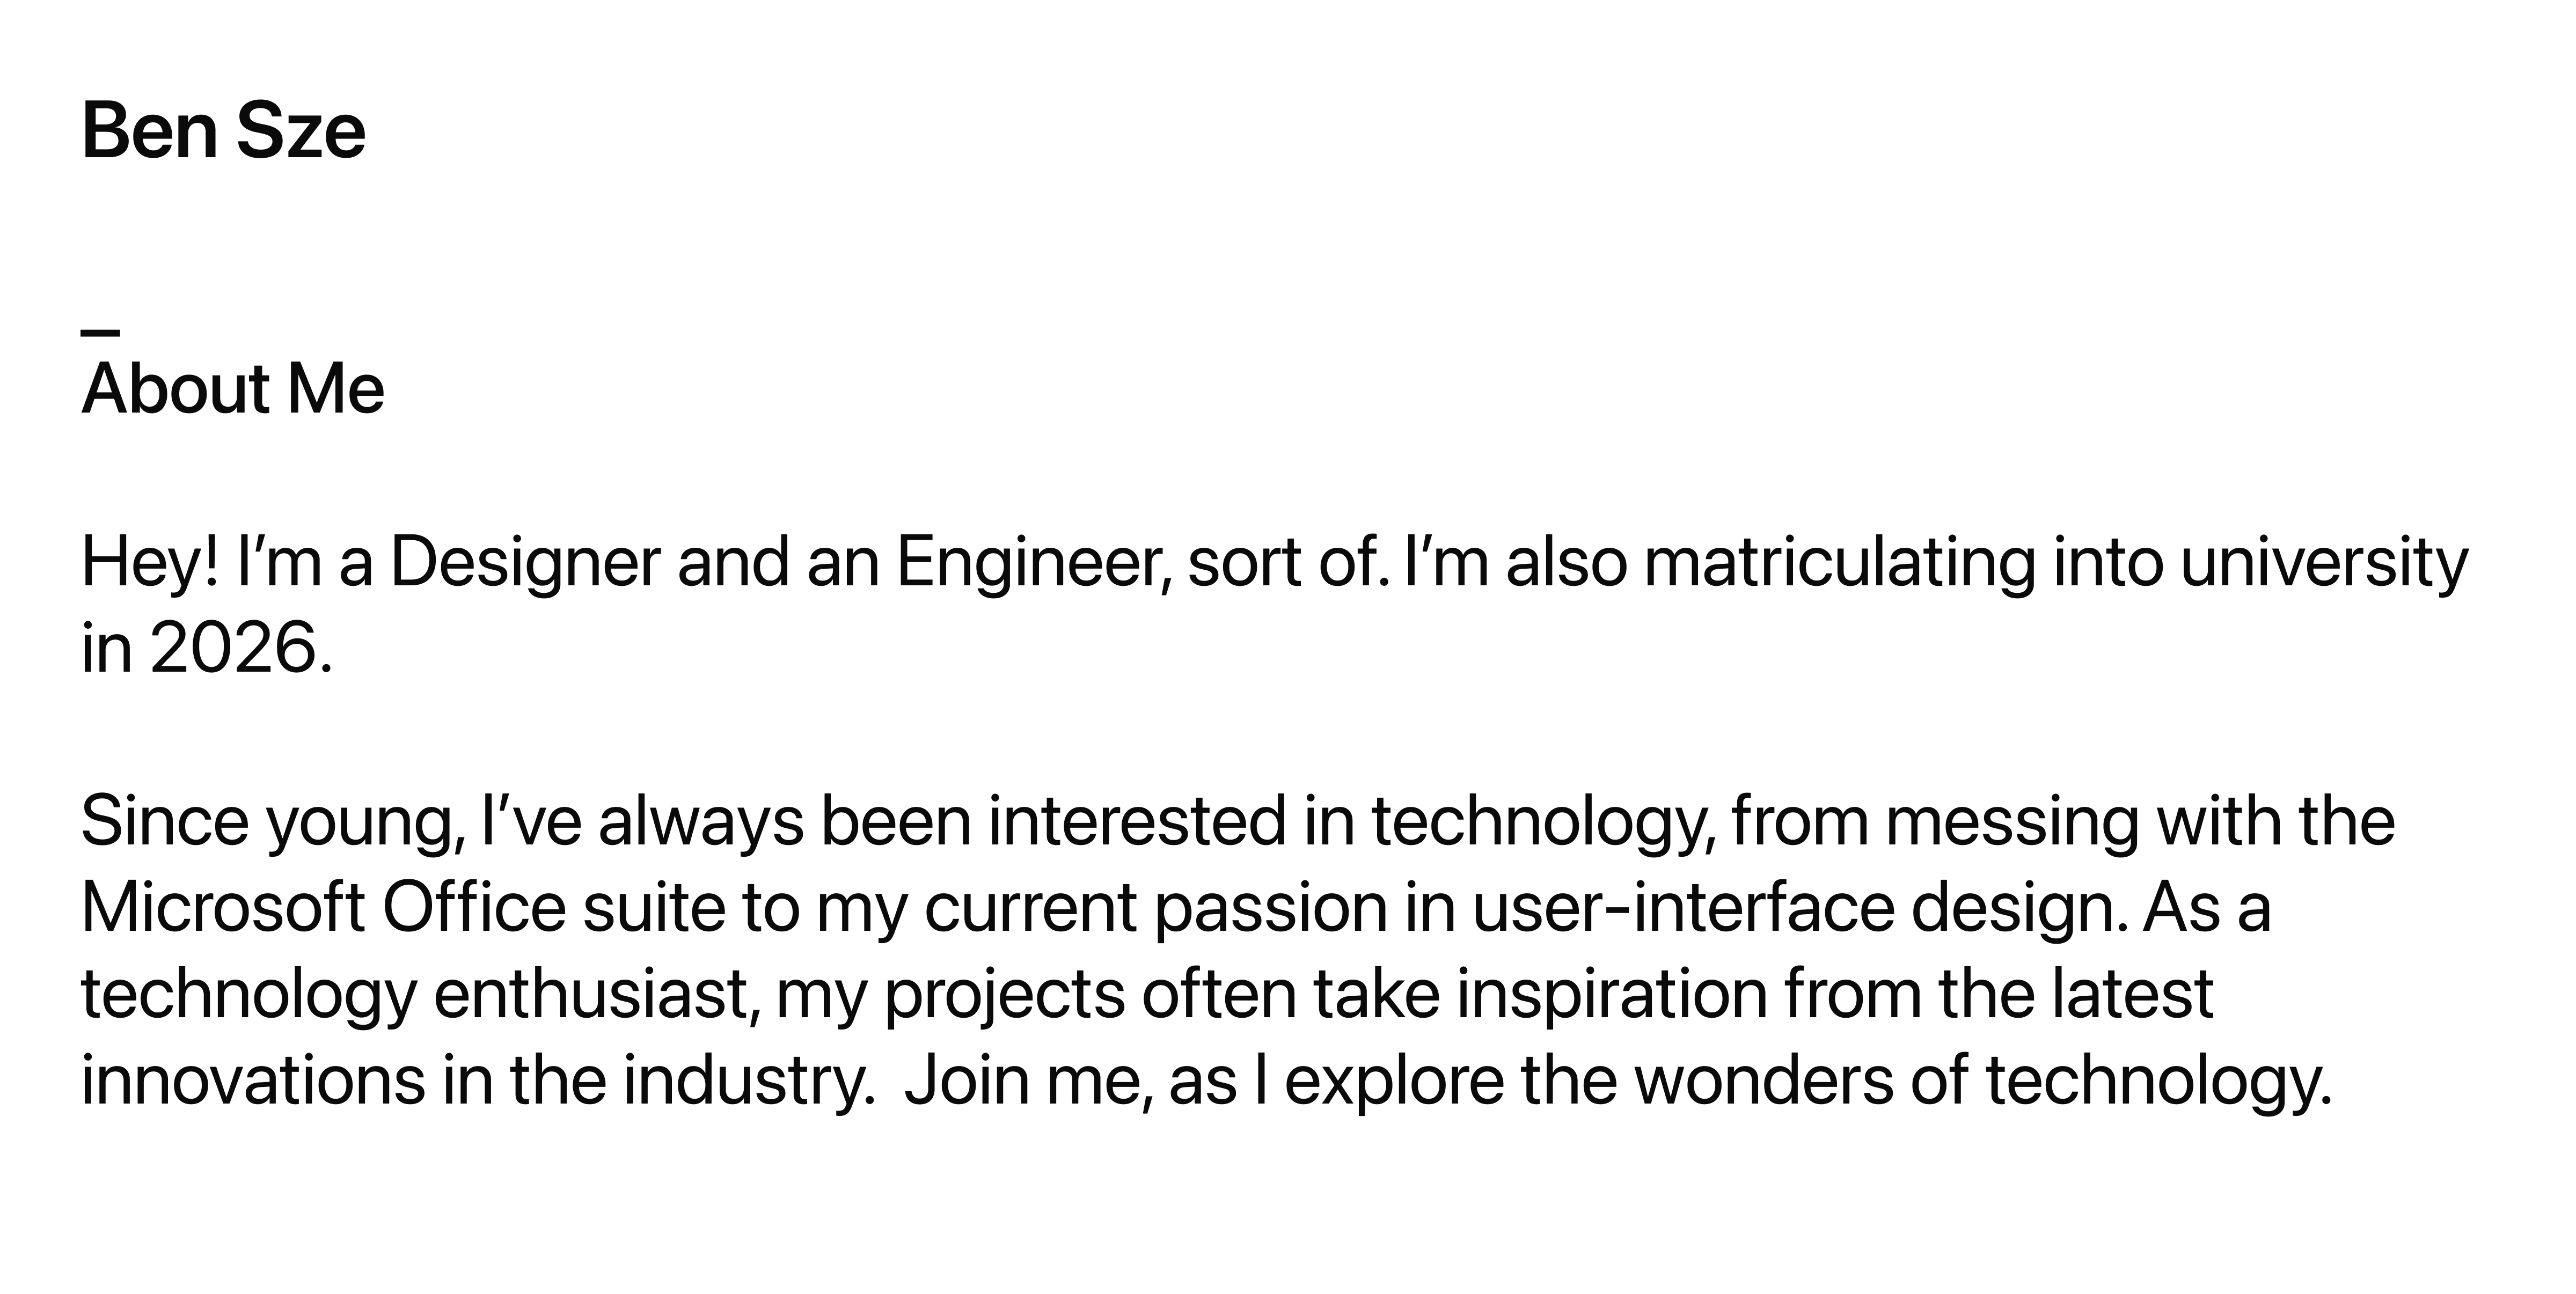 Ben Sze
–
About Me
Hey! I’m a Designer and an Engineer, sort of. I’m also matriculating into university
in 2026.
Since young, I’ve always been interested in technology, from messing with the
Microsoft Office suite to my current passion in user-interface design. As a
technology enthusiast, my projects often take inspiration from the latest
innovations in the industry.  Join me, as I explore the wonders of technology.